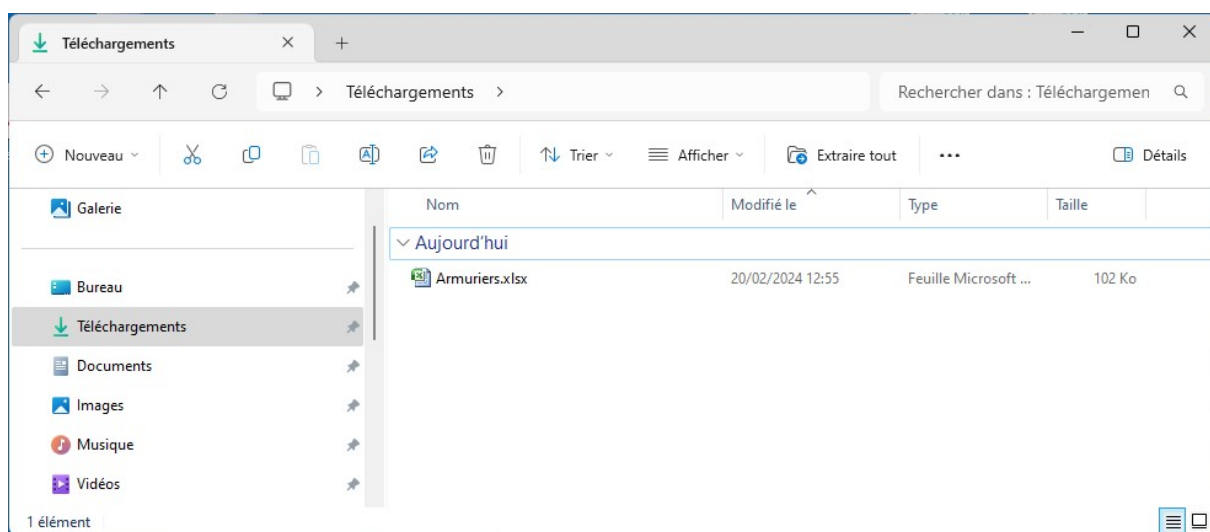 Téléchargements
Téléchargements
Rechercher dans : Téléchargemen
Nouveau
Trier
Afficher
Extraire tout
Détails
Galerie
Bureau
Téléchargements
Documents
Images
Musique
Vidéos
Nom Modifié le Type Taille
Aujourd'hui
Armuriers.xlsx 20/02/2024 12:55 Feuille Microsoft ... 102 Ko
1 élément